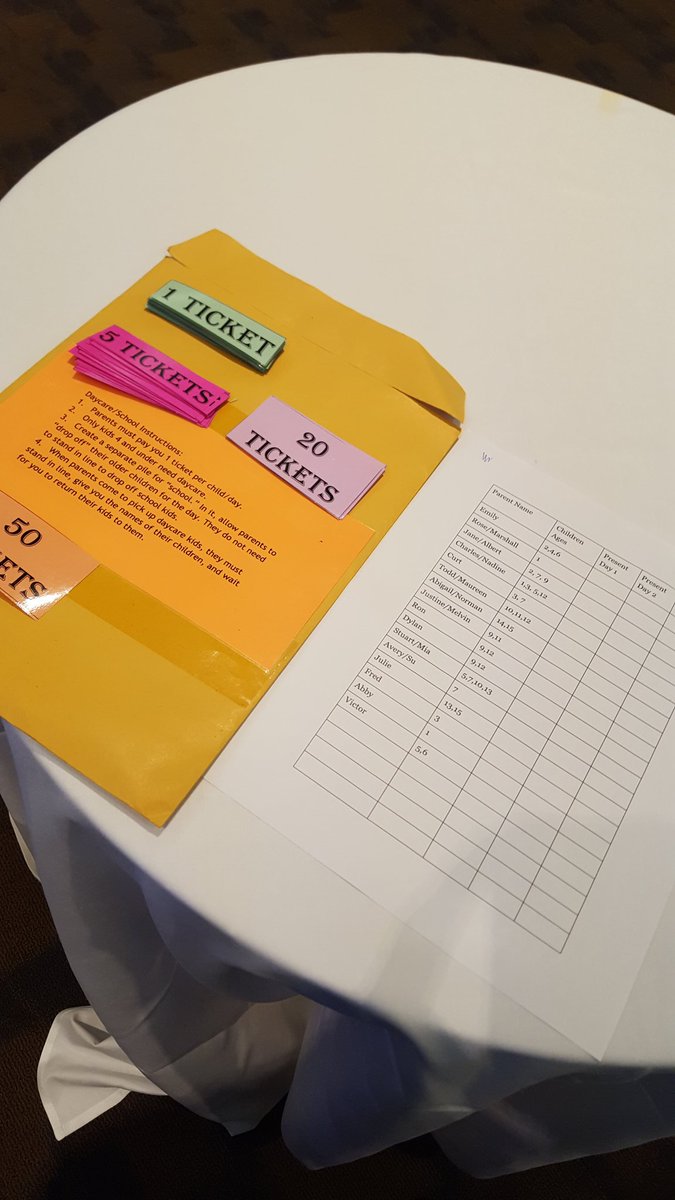 1 TICKET
5 TICKETS
20
TICKETS
50
KETS
Daycare/School Instructions:
1. Parents must pay you 1 ticket per child/day.
2. Only kids 4 and under need daycare.
3. Create a separate pile for "school." in it, allow parents to
"drop off" their older children for the day. They do not need
to stand in line to drop off school kids.
4. When parents come to pick up daycare kids, they must
stand in line, give you the names of their children, and wait
for you to return their kids to them.
Parent Name Children Ages Present Day 1 Present Day 2
Emily 2,4,6
Rose/Marshall 1
Jane/Albert 2, 7, 9
Charles/Nadine 1,3, 5,12
Curt 3, 7
Todd/Maureen 10,11,12
Abigail/Norman 14,15
Justine/Melvin 9,11
Ron 9,12
Dylan 9,12
Stuart/Mia 5,7,10,13
Avery/Su 7
Julie 13,15
Fred 3
Abby 1
Victor 5,6